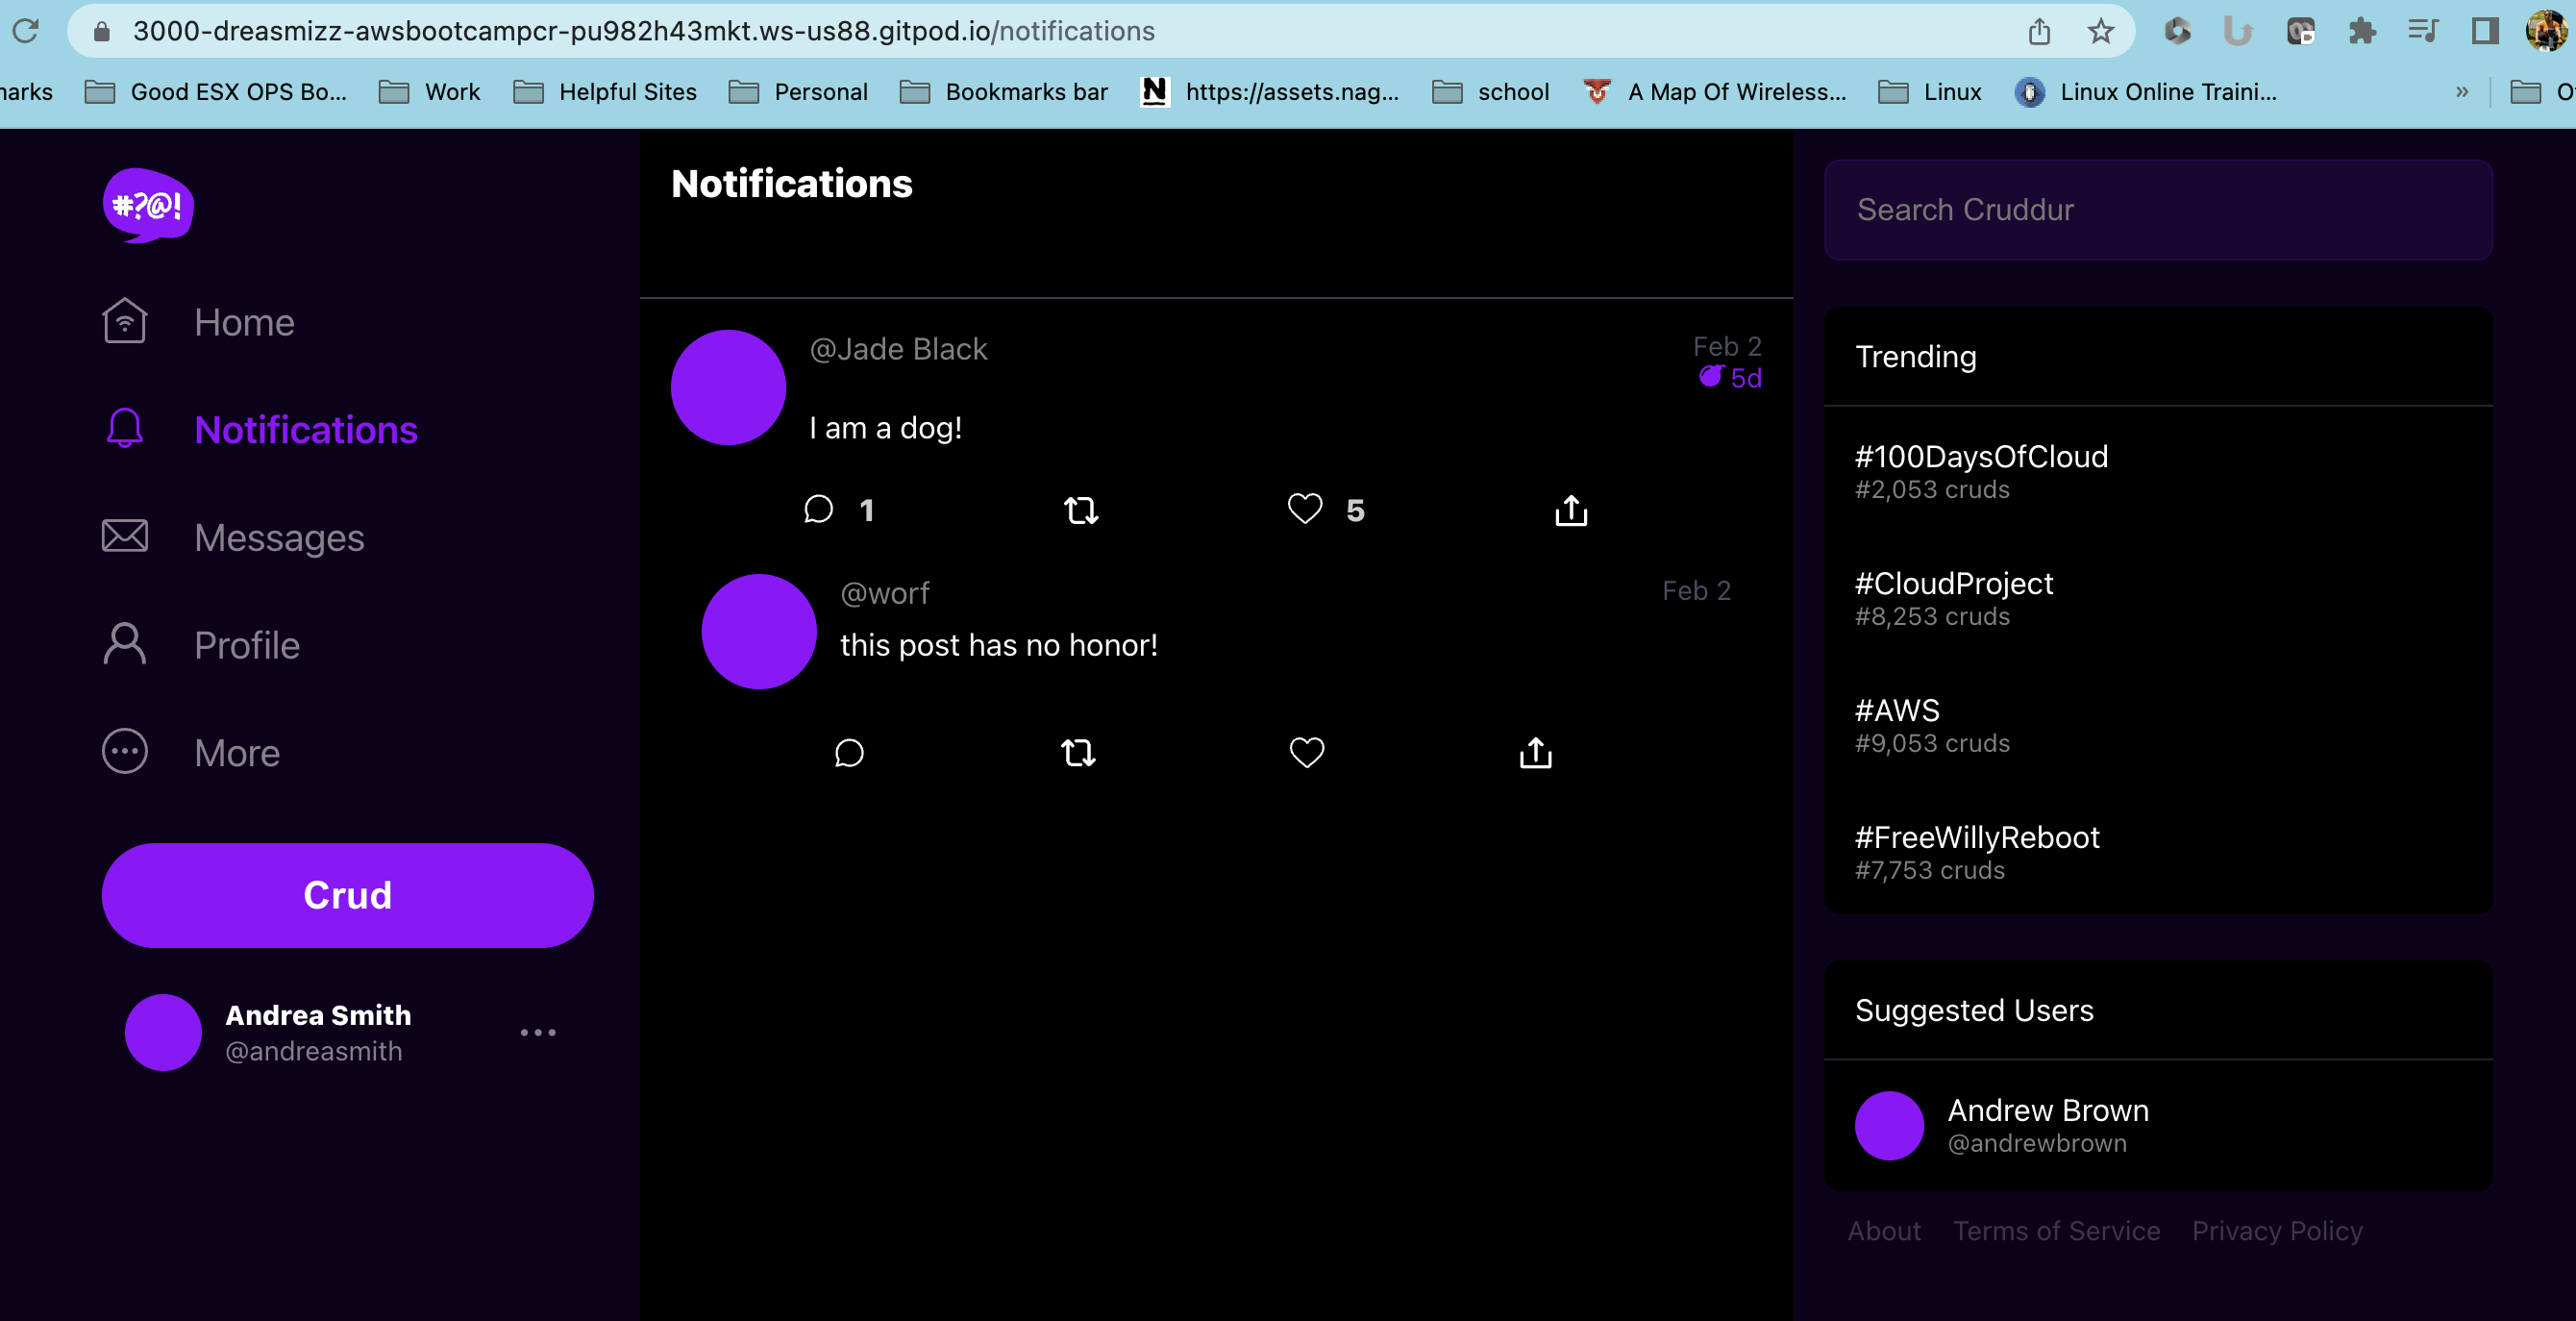 3000-dreasmizz-awsbootcampcr-pu982h43mkt.ws-us88.gitpod.io/notifications
narks Good ESX OPS Bo... Work Helpful Sites Personal Bookmarks bar N https://assets.nag... school A Map Of Wireless... Linux Linux Online Traini... » O
#?@!
Home
Notifications
Messages
Profile
More
Crud
Andrea Smith
@andreasmith
Notifications
@Jade Black
Feb 2
5d
I am a dog!
1 5
@worf
Feb 2
this post has no honor!
Search Cruddur
Trending
#100DaysOfCloud
#2,053 cruds
#CloudProject
#8,253 cruds
#AWS
#9,053 cruds
#FreeWillyReboot
#7,753 cruds
Suggested Users
Andrew Brown
@andrewbrown
About Terms of Service Privacy Policy